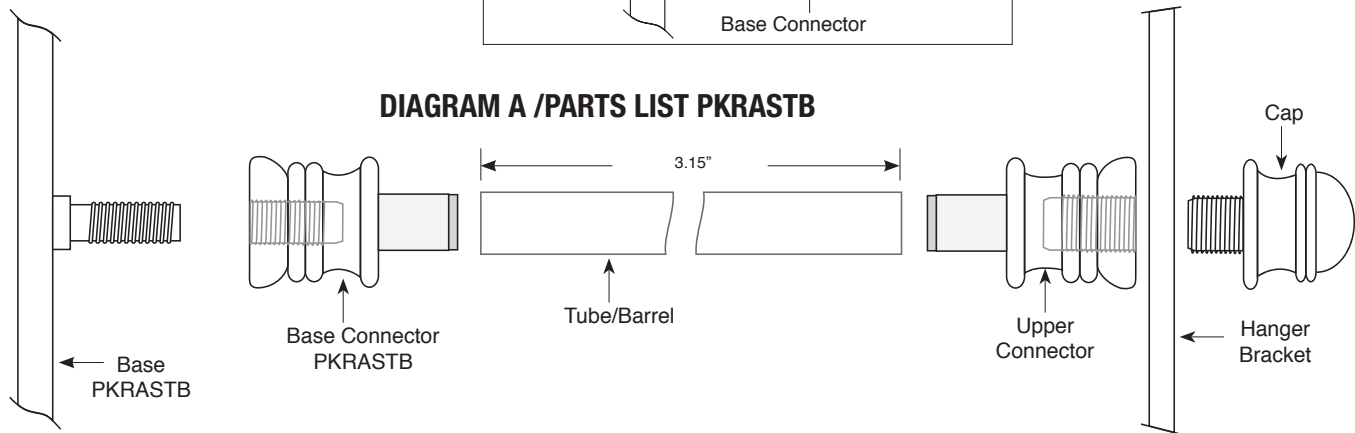 Base Connector
DIAGRAM A /PARTS LIST PKRASTB
Cap
3.15”
Tube/Barrel
Base Connector
PKRASTB
Upper
Connector
Hanger
Bracket
Base
PKRASTB